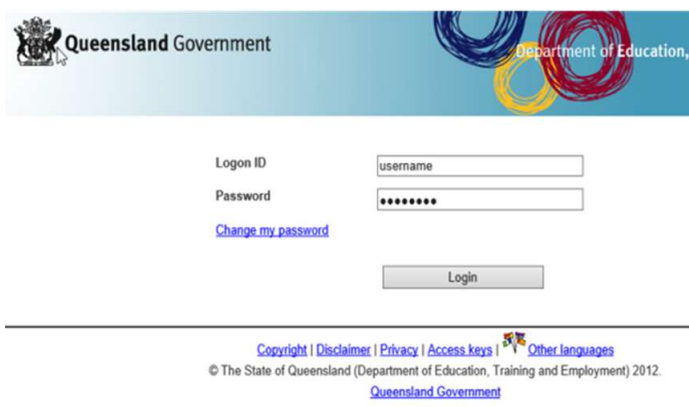 Queensland Government
Department of Education,
Logon ID
username
Password
••••••••
Change my password
Login
Copyright | Disclaimer | Privacy | Access keys | Other languages
© The State of Queensland (Department of Education, Training and Employment) 2012.
Queensland Government